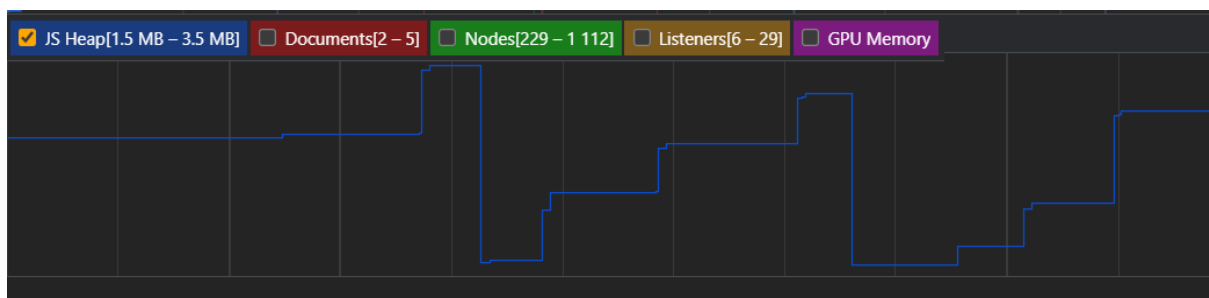 JS Heap[1.5 MB – 3.5 MB] Documents[2 – 5] Nodes[229 – 1 112] Listeners[6 – 29] GPU Memory